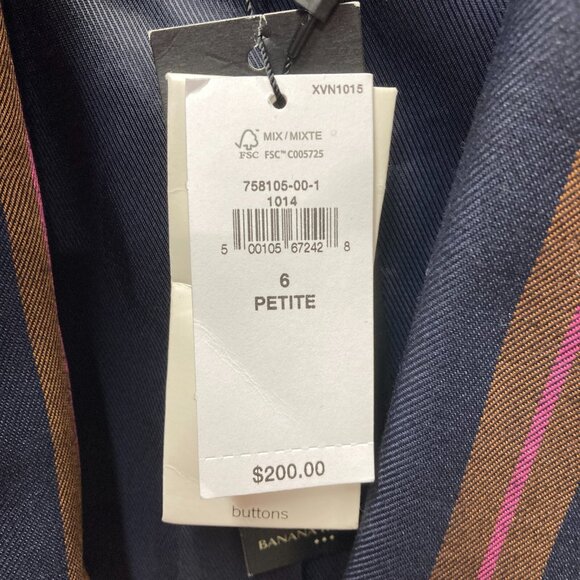 XVN1015
MIX/MIXTE
FSC FSC™ C005725
758105-00-1
1014
5 00105 67242 8
6
PETITE
$200.00
buttons
BANANA